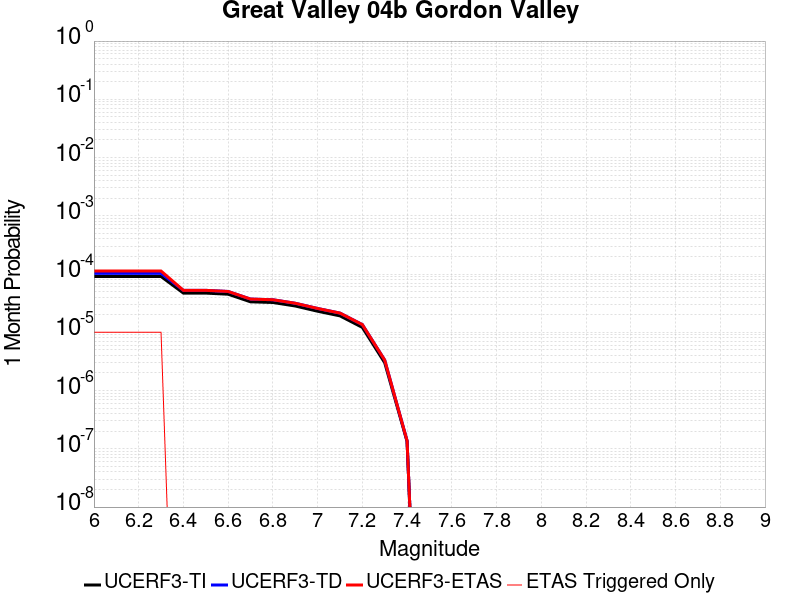 Great Valley 04b Gordon Valley
10^0
10^-1
10^-2
10^-3
10^-4
10^-5
10^-6
10^-7
10^-8
1 Month Probability
6 6.2 6.4 6.6 6.8 7 7.2 7.4 7.6 7.8 8 8.2 8.4 8.6 8.8 9
Magnitude
UCERF3-TI UCERF3-TD UCERF3-ETAS ETAS Triggered Only